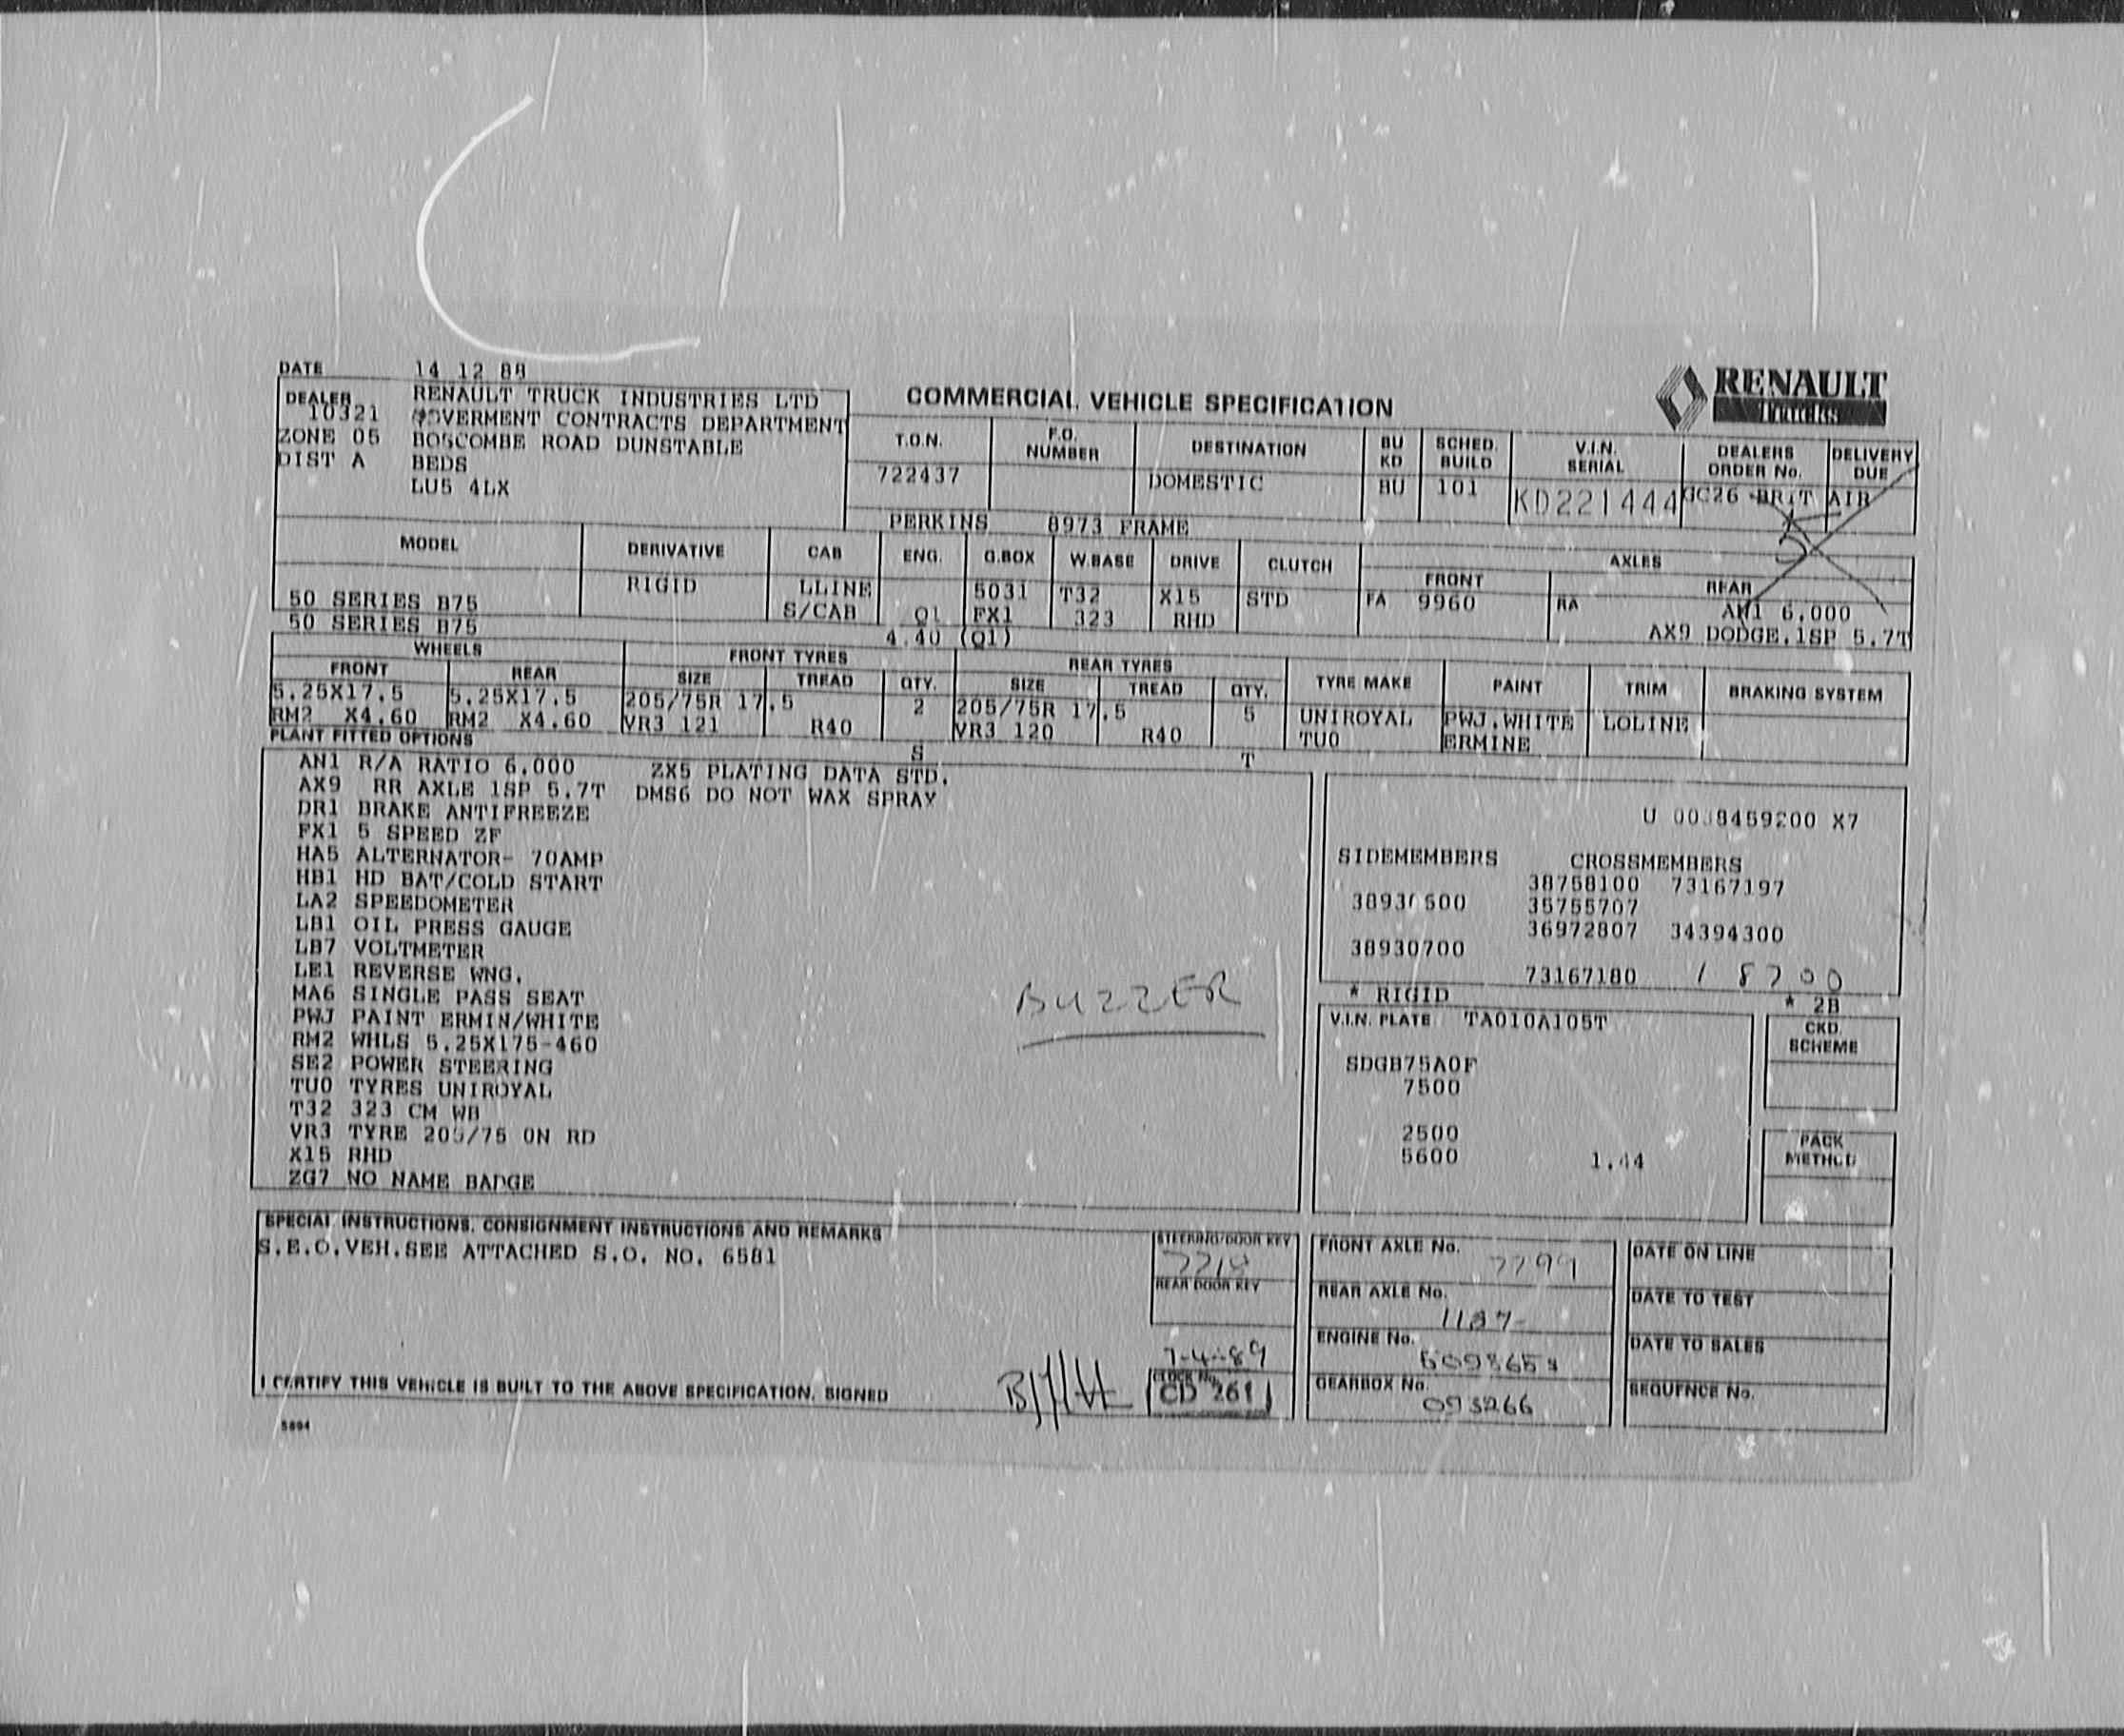 DATE 14 12 88
RENAULT Trucks
DEALER RENAULT TRUCK INDUSTRIES LTD
10321 GOVERMENT CONTRACTS DEPARTMENT
COMMERCIAL VEHICLE SPECIFICATION
ZONE 05 BOSCOMBE ROAD DUNSTABLE
DIST A BEDS
LU5 4LX
T.O.N. F.O. NUMBER DESTINATION BU KD SCHED. BUILD V.I.N. SERIAL DEALERS ORDER No. DELIVERY DUE
722437 DOMESTIC BU 101 KD221444 GC26 BRIT AIR
PERKINS 8973 FRAME
MODEL DERIVATIVE CAB ENG. G.BOX W.BASE DRIVE CLUTCH AXLES
FRONT REAR
RIGID LLINE 5031 T32 X15 STD FA 9960 RA AN1 6.000
50 SERIES B75 S/CAB Q1 FX1 323 RHD
50 SERIES B75 4.40 (Q1) AX9 DODGE.1SP 5.7T
WHEELS FRONT TYRES REAR TYRES
FRONT REAR SIZE TREAD QTY. SIZE TREAD QTY. TYRE MAKE PAINT TRIM BRAKING SYSTEM
5.25X17.5 5.25X17.5 205/75R 17.5 2 205/75R 17.5 5 UNIROYAL PWJ.WHITE LOLINE
RM2 X4.60 RM2 X4.60 VR3 121 R40 VR3 120 R40 TU0 ERMINE
PLANT FITTED OPTIONS S T
AN1 R/A RATIO 6.000 ZX5 PLATING DATA STD.
AX9 RR AXLE 1SP 5.7T DMS6 DO NOT WAX SPRAY
DR1 BRAKE ANTIFREEZE
FX1 5 SPEED ZF
HA5 ALTERNATOR- 70AMP
HB1 HD BAT/COLD START
LA2 SPEEDOMETER
LB1 OIL PRESS GAUGE
LB7 VOLTMETER
LE1 REVERSE WNG.
MA6 SINGLE PASS SEAT
PWJ PAINT ERMIN/WHITE
RM2 WHLS 5.25X175-460
SE2 POWER STEERING
TU0 TYRES UNIROYAL
T32 323 CM WB
VR3 TYRE 205/75 ON RD
X15 RHD
ZG7 NO NAME BADGE
BUZZER
U 0038459200 X7
SIDEMEMBERS CROSSMEMBERS
38758100 73167197
35755707
36972807 34394300
38930700
73167180 18700
* RIGID * 2B
V.I.N. PLATE TA010A105T
CKD. SCHEME
SDGB75A0F
7500
2500
5600 1.44
PACK METHOD
SPECIAL INSTRUCTIONS, CONSIGNMENT INSTRUCTIONS AND REMARKS
S.E.O.VEH.SEE ATTACHED S.O. NO. 6581
STEERING/DOOR KEY
REAR DOOR KEY
7-4-89
CLOCK No.
CD 261
FRONT AXLE No. 7799
REAR AXLE No. 1187
ENGINE No.
GEARBOX No. 093266
DATE ON LINE
DATE TO TEST
DATE TO SALES
SEQUENCE No.
I CERTIFY THIS VEHICLE IS BUILT TO THE ABOVE SPECIFICATION. SIGNED
5894